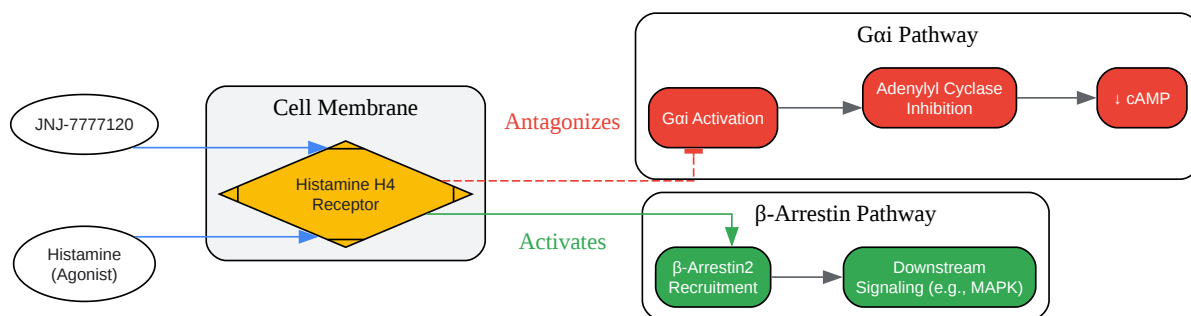 JNJ-7777120
Histamine
(Agonist)
Cell Membrane
Histamine H4
Receptor
Antagonizes
Activates
Gαi Pathway
Gαi Activation
Adenylyl Cyclase
Inhibition
↓ cAMP
β-Arrestin Pathway
β-Arrestin2
Recruitment
Downstream
Signaling (e.g., MAPK)